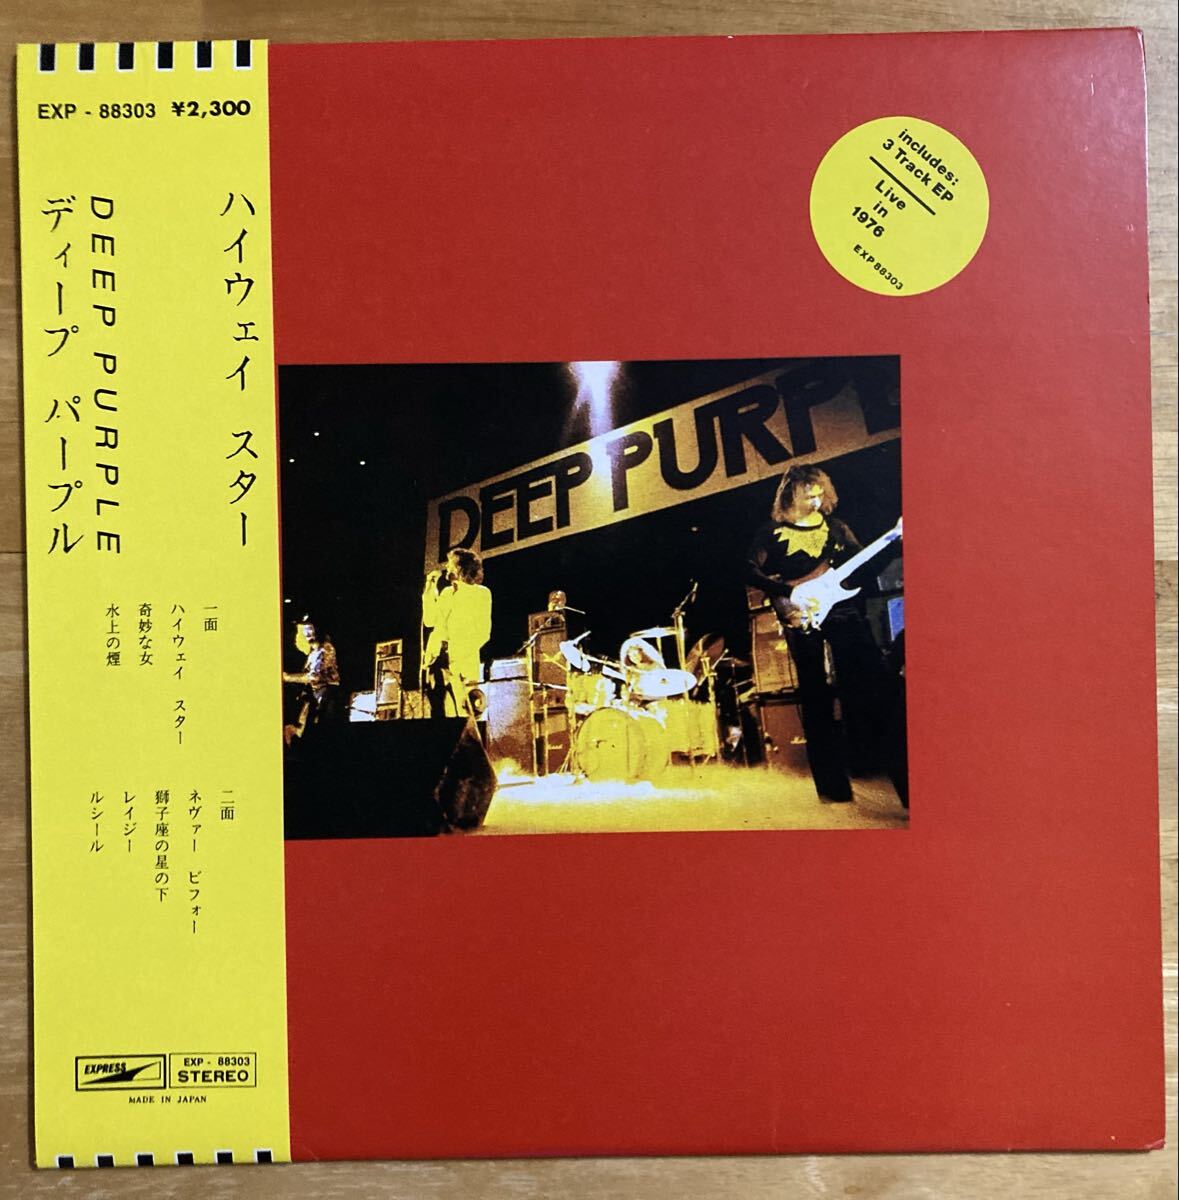 EXP - 88303 ¥2,300
ハイウェイ スター
DEEP PURPLE
ディープ パープル
一面
ハイウェイ スター
奇妙な女
水上の煙
二面
ネヴァー ビフォー
獅子座の星の下
レイジー
ルシール
EXPRESS
EXP - 88303
STEREO
MADE IN JAPAN
includes:
3 Track EP
Live
in
1976
EXP88303
DEEP PURPLE